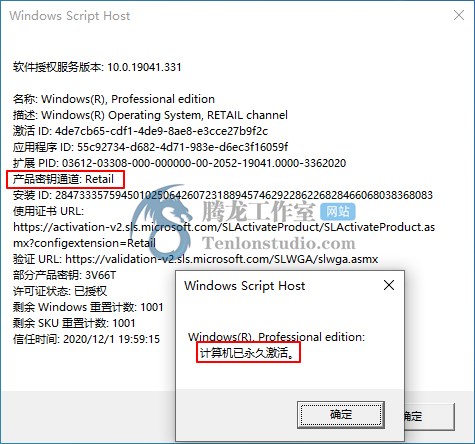 Windows Script Host
软件授权服务版本: 10.0.19041.331
名称: Windows(R), Professional edition
描述: Windows(R) Operating System, RETAIL channel
激活 ID: 4de7cb65-cdf1-4de9-8ae8-e3cce27b9f2c
应用程序 ID: 55c92734-d682-4d71-983e-d6ec3f16059f
扩展 PID: 03612-03308-000-000000-00-2052-19041.0000-3362020
产品密钥通道: Retail
安装 ID: 284733357594501025064260723188945746292286226828466068038368083
使用证书 URL:
https://activation-v2.sls.microsoft.com/SLActivateProduct/SLActivateProduct.as
mx?configextension=Retail
验证 URL: https://validation-v2.sls.microsoft.com/SLWGA/slwga.asmx
部分产品密钥: 3V66T
许可证状态: 已授权
剩余 Windows 重置计数: 1001
剩余 SKU 重置计数: 1001
信任时间: 2020/12/1 19:59:15
腾龙工作室 网站
Tenlonstudio.com
Windows Script Host
Windows(R), Professional edition:
计算机已永久激活。
确定
确定